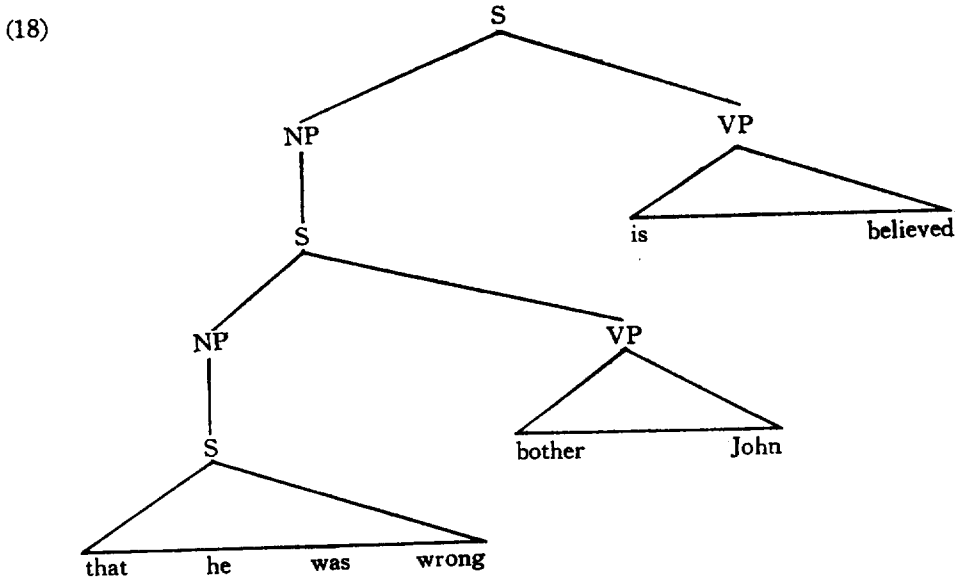 (18)
S
NP VP
is believed
S
NP VP
bother John
S
that he was wrong